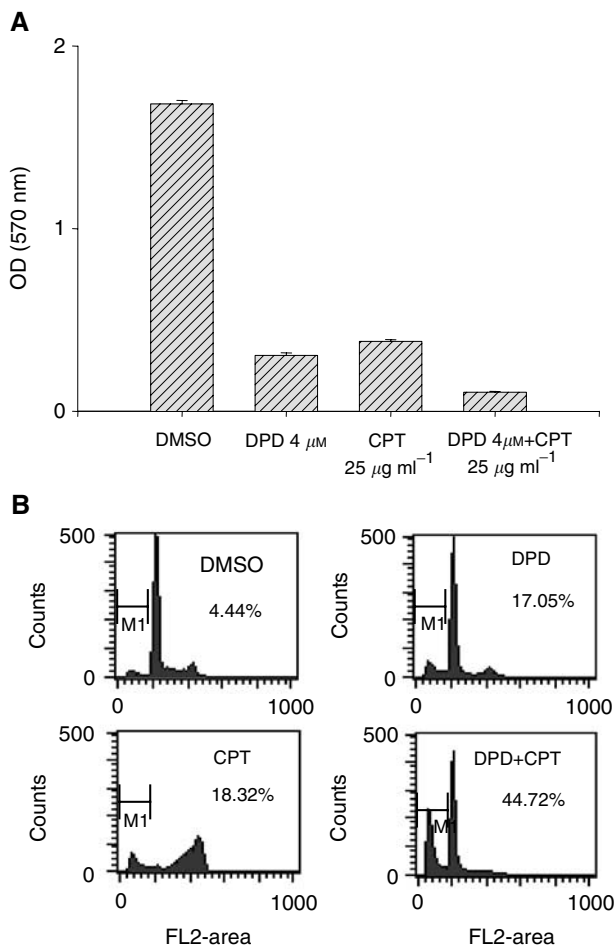 A
2
1
0
OD (570 nm)
DMSO
DPD 4 μM
CPT
25 μg ml⁻¹
DPD 4μM+CPT
25 μg ml⁻¹
B
500
0
Counts
M1
DMSO
4.44%
0
1000
500
0
Counts
M1
DPD
17.05%
0
1000
500
0
Counts
M1
CPT
18.32%
0
1000
FL2-area
500
0
Counts
M1
DPD+CPT
44.72%
0
1000
FL2-area